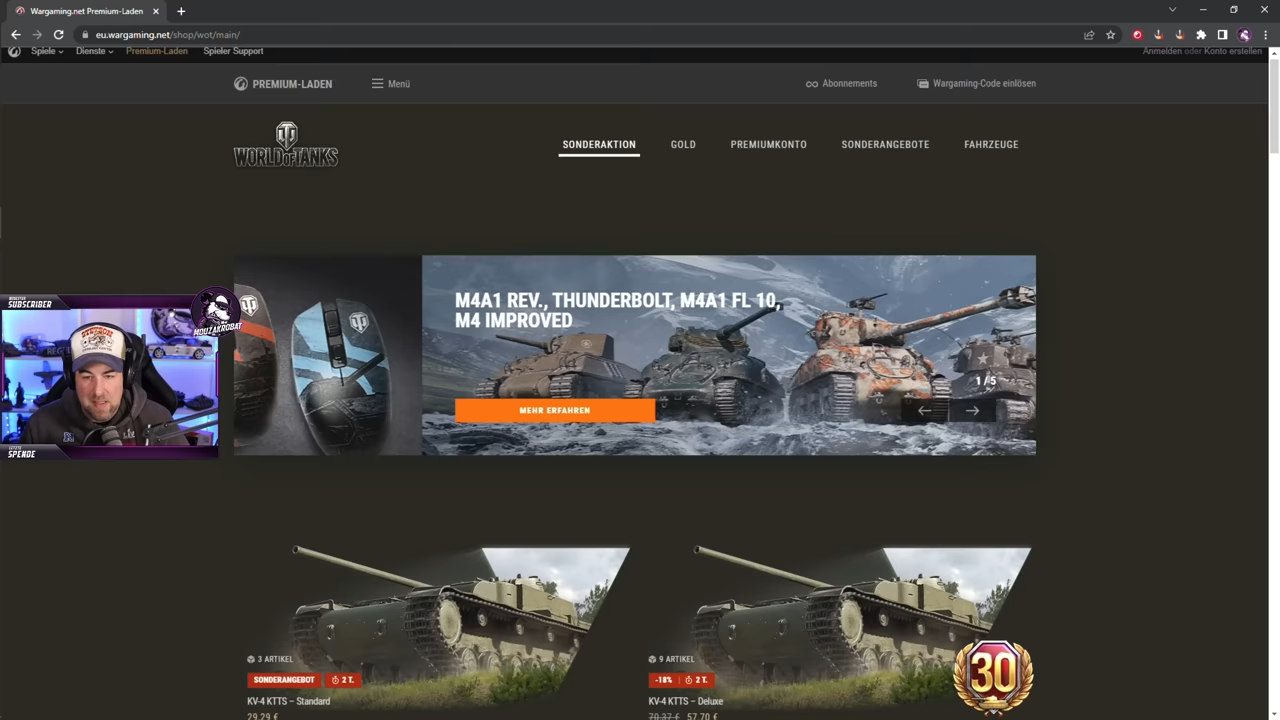 Wargaming.net Premium-Laden
eu.wargaming.net/shop/wot/main/
Spiele
Dienste
Premium-Laden
Spieler Support
Anmelden oder Konto erstellen
PREMIUM-LADEN
Menü
Abonnements
Wargaming-Code einlösen
WORLD OF TANKS
SONDERAKTION
GOLD
PREMIUMKONTO
SONDERANGEBOTE
FAHRZEUGE
M4A1 REV., THUNDERBOLT, M4A1 FL 10,
M4 IMPROVED
1/5
MEHR ERFAHREN
SUBSCRIBER
MOUZAKROBAT
SPENDE
3 ARTIKEL
SONDERANGEBOT
2 T.
KV-4 KTTS – Standard
29.29 €
9 ARTIKEL
-18%
2 T.
KV-4 KTTS – Deluxe
70.37 € 57.70 €
30